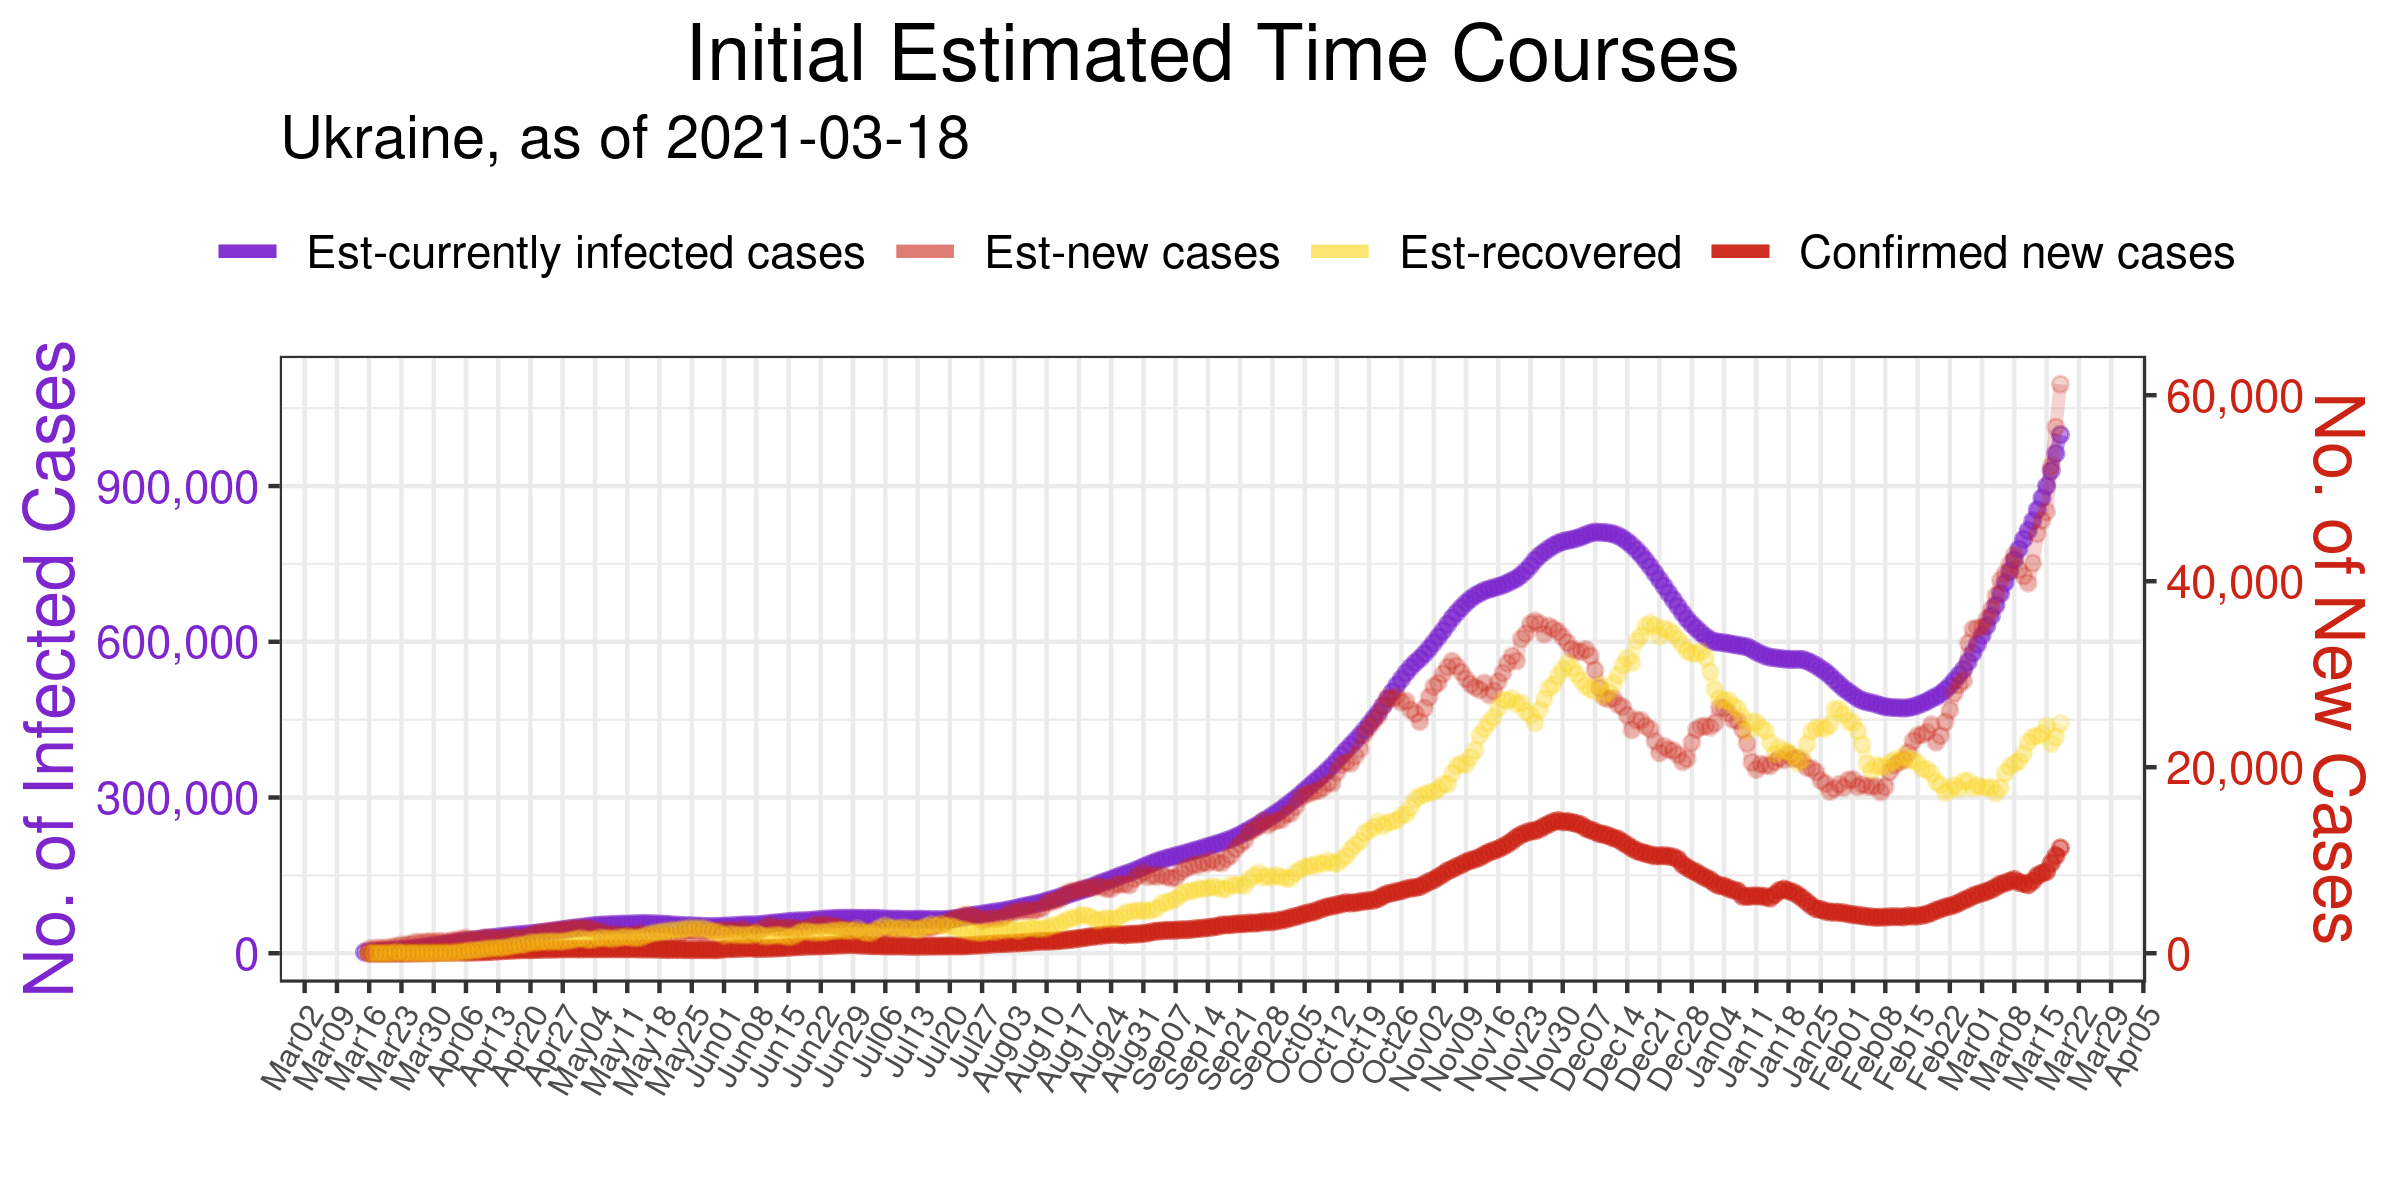 Initial Estimated Time Courses
Ukraine, as of 2021-03-18
Est-currently infected cases Est-new cases Est-recovered Confirmed new cases
No. of Infected Cases
900,000
600,000
300,000
0
60,000
40,000
20,000
0
No. of New Cases
Mar02 Mar09 Mar16 Mar23 Mar30 Apr06 Apr13 Apr20 Apr27 May04 May11 May18 May25 Jun01 Jun08 Jun15 Jun22 Jun29 Jul06 Jul13 Jul20 Jul27 Aug03 Aug10 Aug17 Aug24 Aug31 Sep07 Sep14 Sep21 Sep28 Oct05 Oct12 Oct19 Oct26 Nov02 Nov09 Nov16 Nov23 Nov30 Dec07 Dec14 Dec21 Dec28 Jan04 Jan11 Jan18 Jan25 Feb01 Feb08 Feb15 Feb22 Mar01 Mar08 Mar15 Mar22 Mar29 Apr05